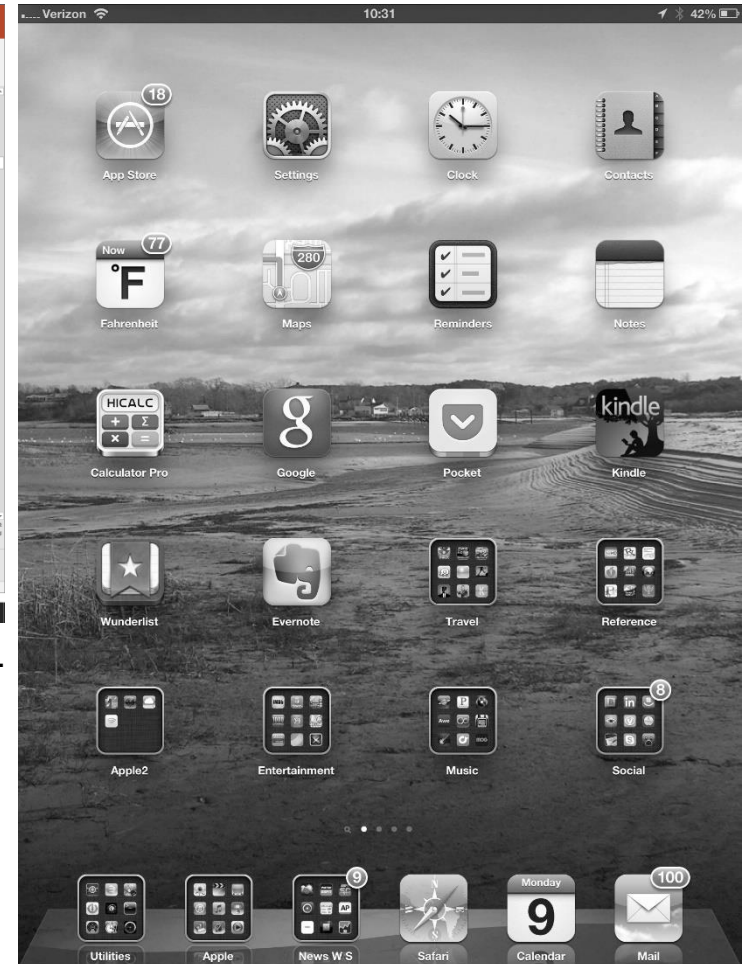 Verizon 10:31 42%
18
App Store Settings Clock Contacts
Now 77 280
°F
Fahrenheit Maps Reminders Notes
HICALC g kindle
+ Σ
× =
Calculator Pro Google Pocket Kindle
Wunderlist Evernote Travel Reference
8
in
P
Apple2 Entertainment Music Social
9 Monday 100
N
AP 9
Utilities Apple News W S Safari Calendar Mail